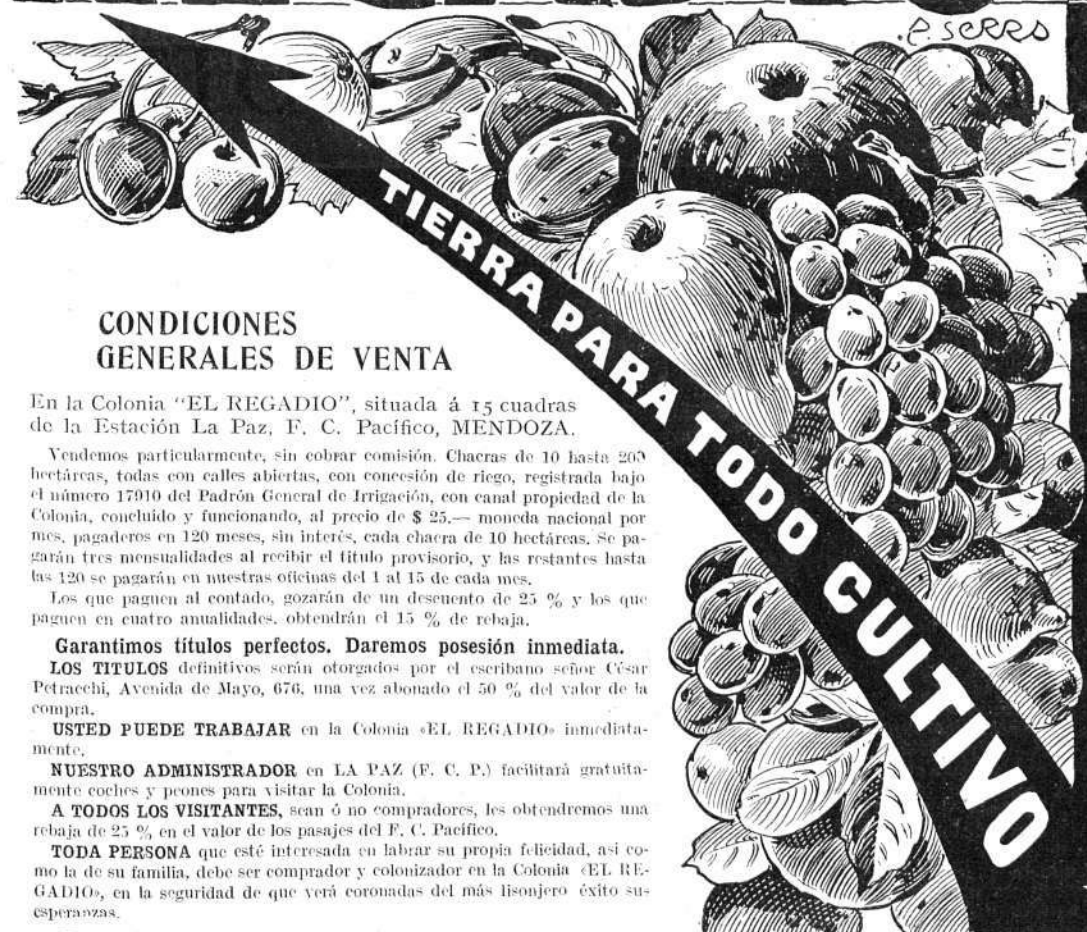 P. SERRA
TIERRA PARA TODO CULTIVO
CONDICIONES
GENERALES DE VENTA
En la Colonia “EL REGADIO”, situada á 15 cuadras
de la Estación La Paz, F. C. Pacífico, MENDOZA.
Vendemos particularmente, sin cobrar comisión. Chacras de 10 hasta 200
hectáreas, todas con calles abiertas, con concesión de riego, registrada bajo
el número 17910 del Padrón General de Irrigación, con canal propiedad de la
Colonia, concluido y funcionando, al precio de $ 25.— moneda nacional por
mes, pagaderos en 120 meses, sin interés, cada chacra de 10 hectáreas. Se pa-
garán tres mensualidades al recibir el título provisorio, y las restantes hasta
las 120 se pagarán en nuestras oficinas del 1 al 15 de cada mes.
Los que paguen al contado, gozarán de un descuento de 25 % y los que
paguen en cuatro anualidades, obtendrán el 15 % de rebaja.
Garantimos títulos perfectos. Daremos posesión inmediata.
LOS TITULOS definitivos serán otorgados por el escribano señor César
Petracchi, Avenida de Mayo, 676, una vez abonado el 50 % del valor de la
compra.
USTED PUEDE TRABAJAR en la Colonia «EL REGADIO» inmediata-
mente.
NUESTRO ADMINISTRADOR en LA PAZ (F. C. P.) facilitará gratuita-
mente coches y peones para visitar la Colonia.
A TODOS LOS VISITANTES, sean ó no compradores, les obtendremos una
rebaja de 25 % en el valor de los pasajes del F. C. Pacífico.
TODA PERSONA que esté interesada en labrar su propia felicidad, así co-
mo la de su familia, debe ser comprador y colonizador en la Colonia «EL RE-
GADIO», en la seguridad de que verá coronadas del más lisonjero éxito sus
esperanzas.